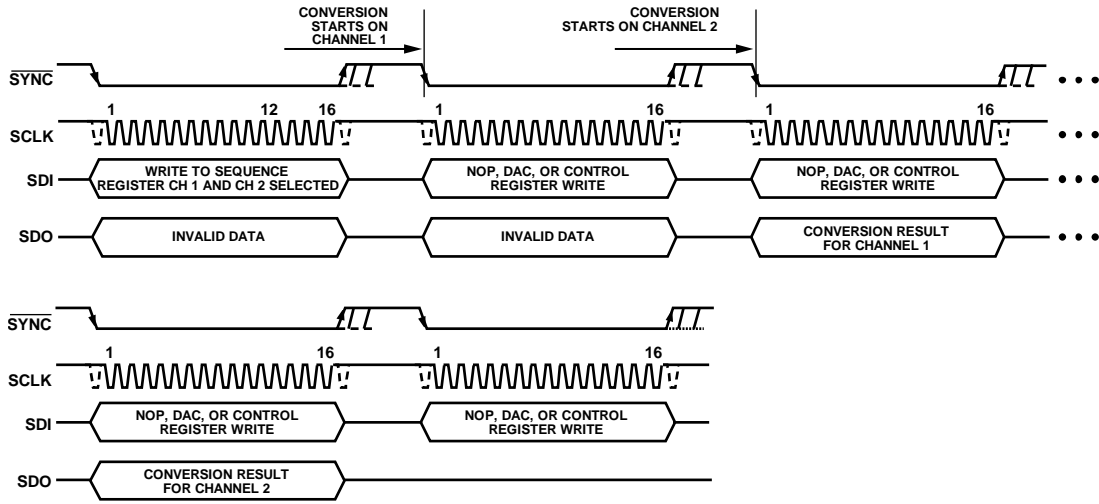 CONVERSION
STARTS ON
CHANNEL 1
CONVERSION
STARTS ON CHANNEL 2
SYNC
1 12 16 1 16 1 16
SCLK
SDI
WRITE TO SEQUENCE
REGISTER CH 1 AND CH 2 SELECTED
NOP, DAC, OR CONTROL
REGISTER WRITE
NOP, DAC, OR CONTROL
REGISTER WRITE
SDO
INVALID DATA
INVALID DATA
CONVERSION RESULT
FOR CHANNEL 1
SYNC
1 16 1 16
SCLK
SDI
NOP, DAC, OR CONTROL
REGISTER WRITE
NOP, DAC, OR CONTROL
REGISTER WRITE
SDO
CONVERSION RESULT
FOR CHANNEL 2